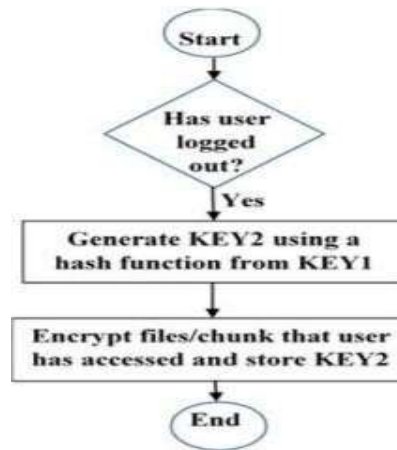 Start
Has user
logged
out?
Yes
Generate KEY2 using a
hash function from KEY1
Encrypt files/chunk that user
has accessed and store KEY2
End